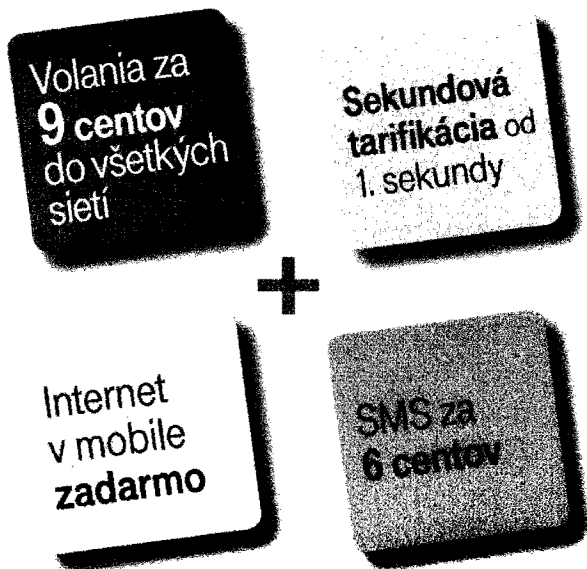 Volania za
9 centov
do všetkých
sietí
Sekundová
tarifikácia od
1. sekundy
+
Internet
v mobile
zadarmo
SMS za
6 centov